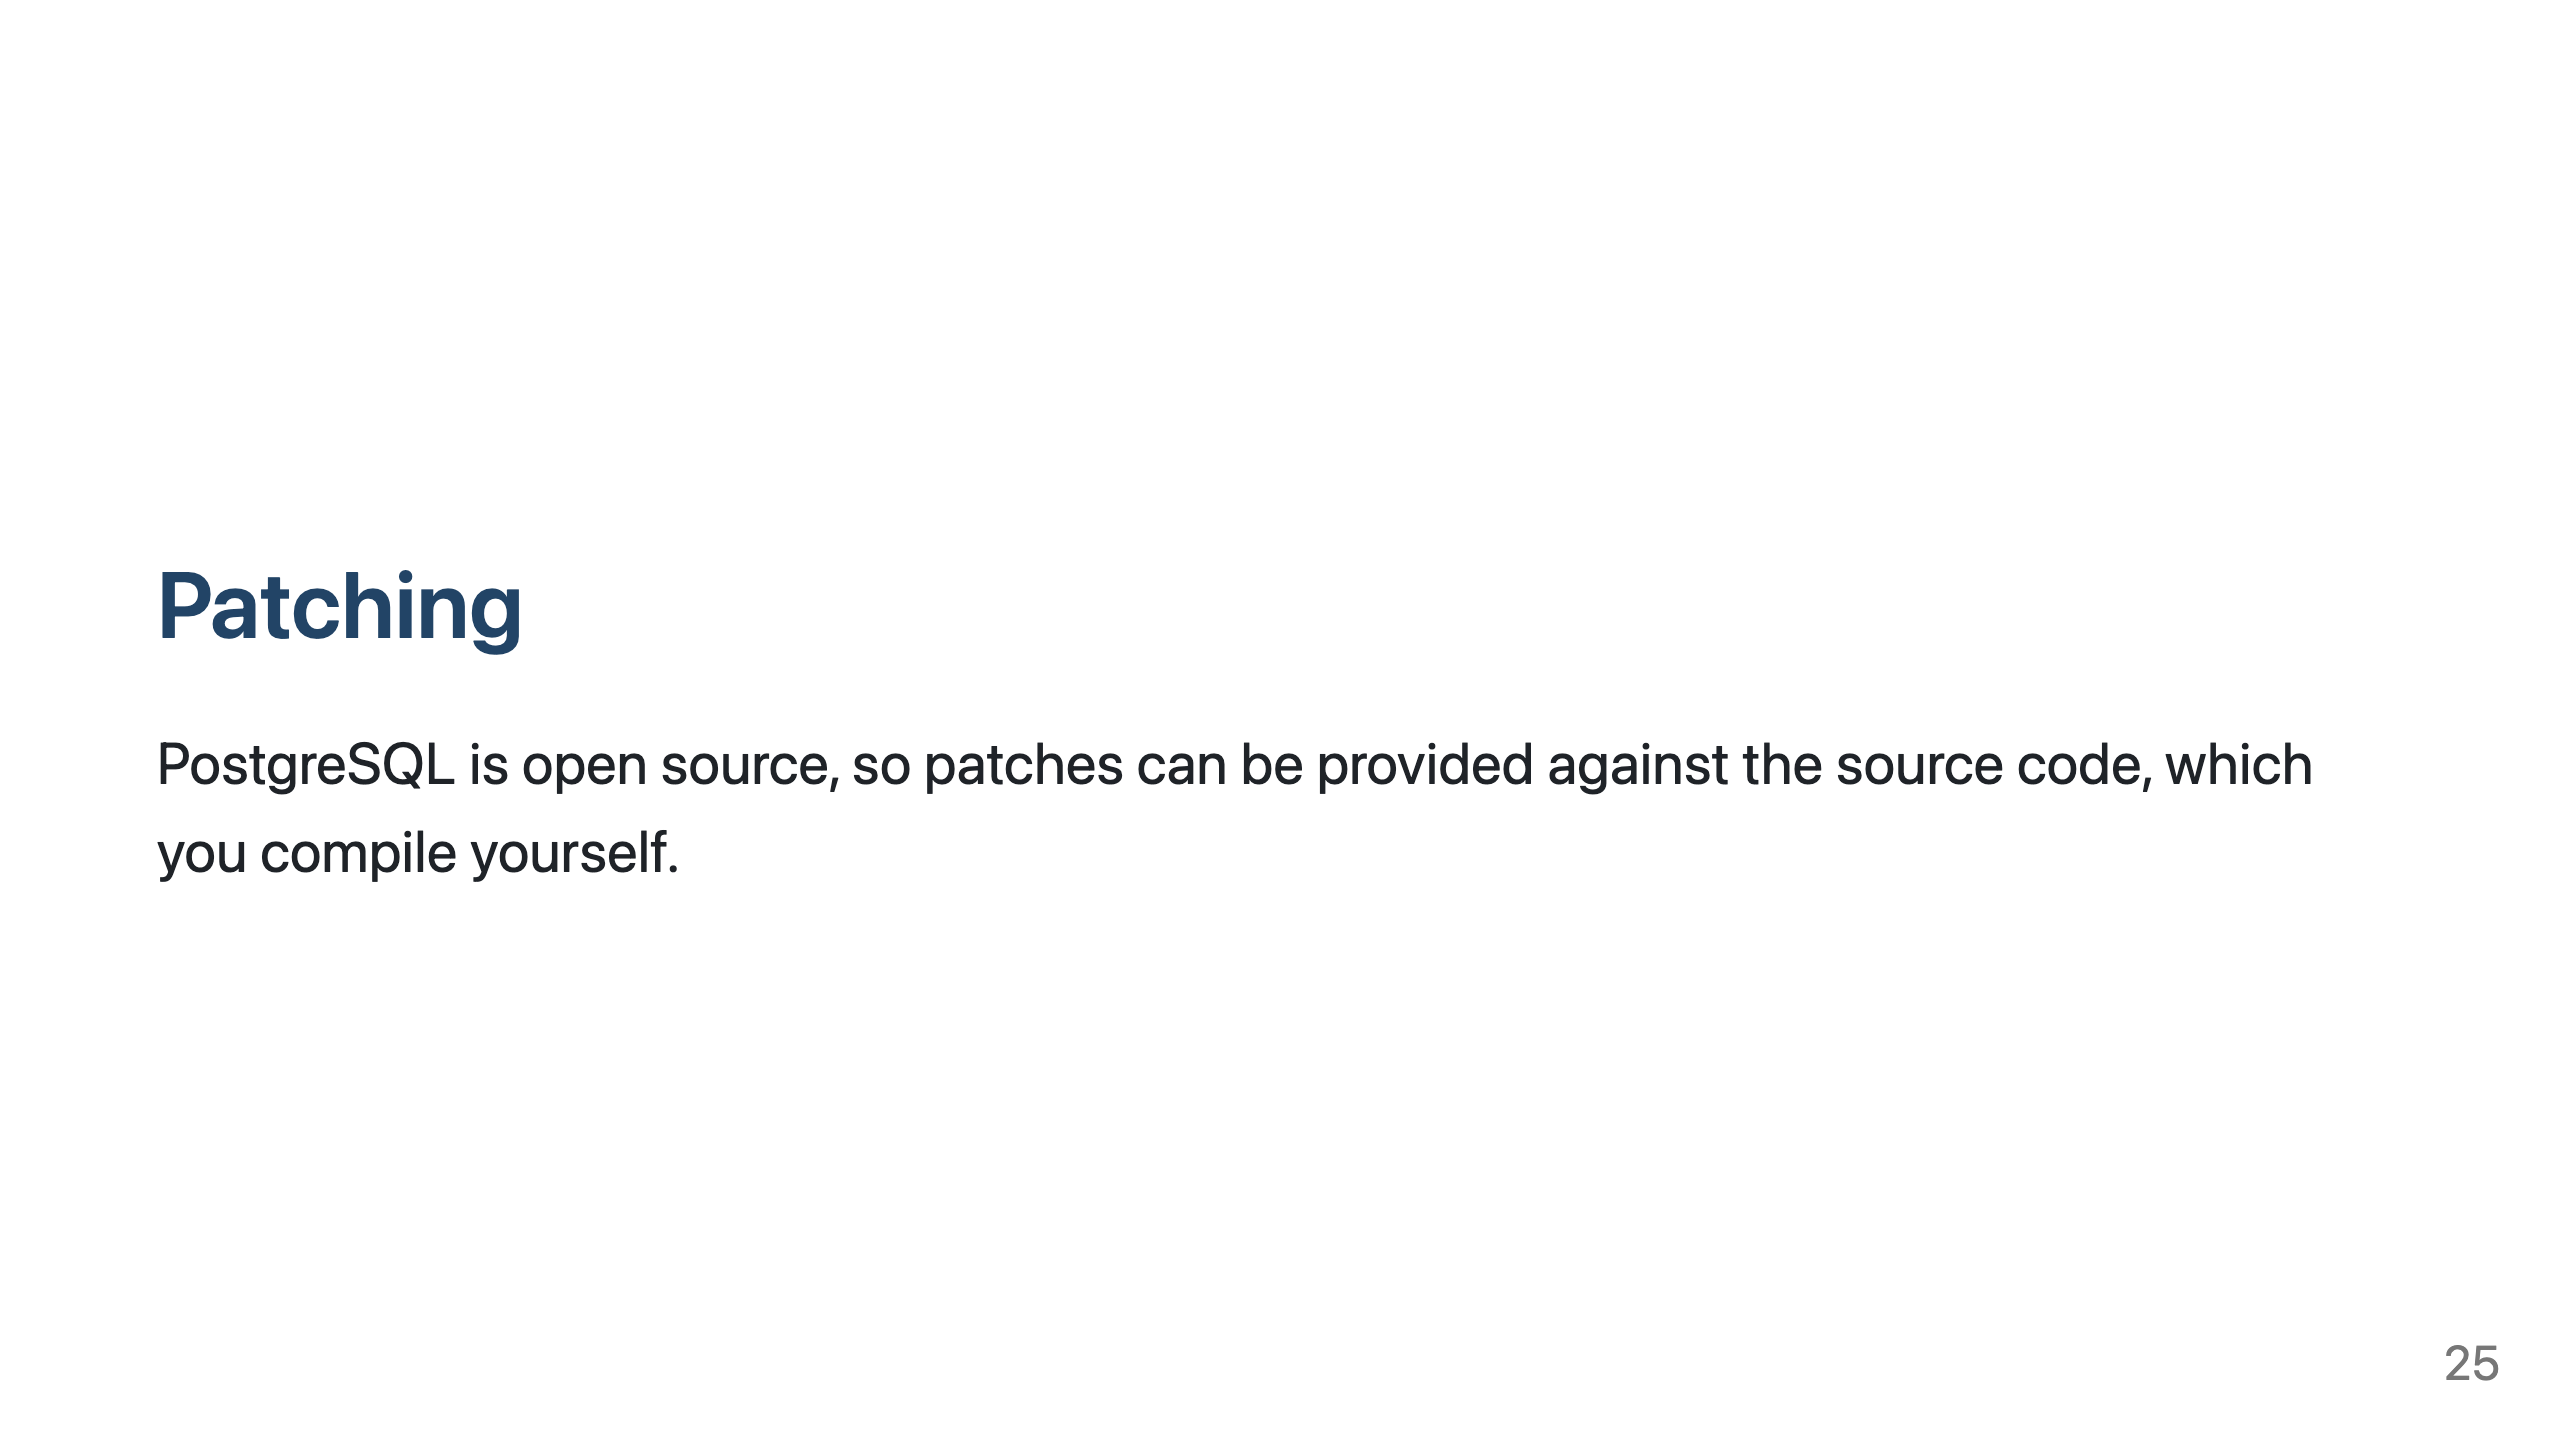 Patching
PostgreSQL is open source, so patches can be provided against the source code, which
you compile yourself.
25